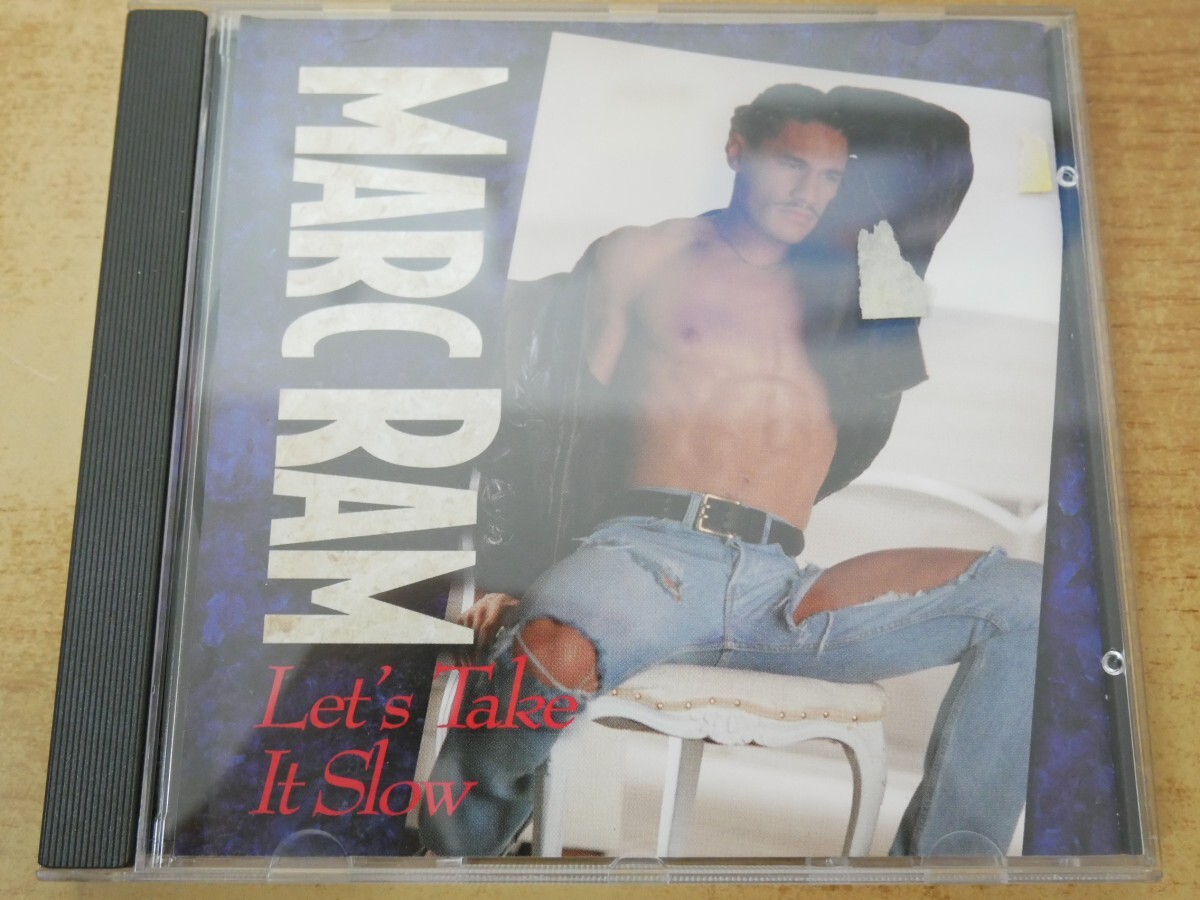 MARC RAM
Let's Take
It Slow